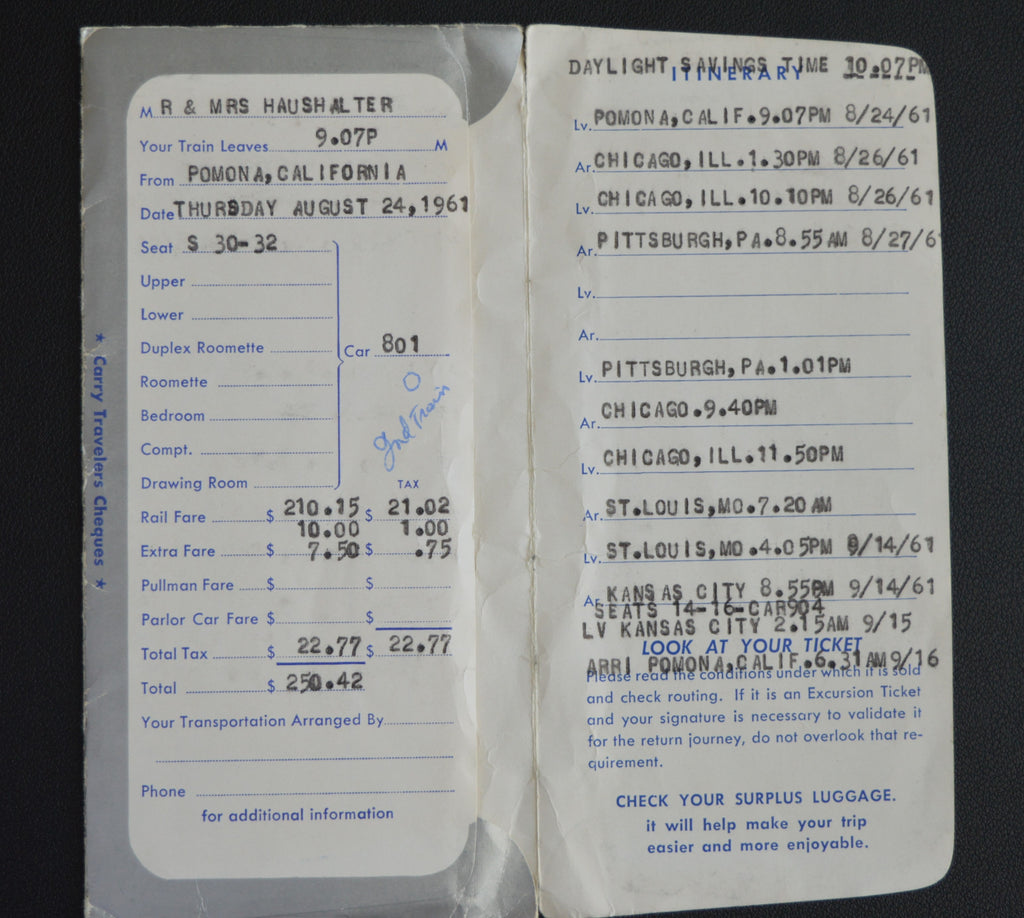 MR & MRS HAUSHALTER
Your Train Leaves 9.07P M
From POMONA, CALIFORNIA
Date THURSDAY AUGUST 24,1961
Seat S 30-32
Upper
Lower
Duplex Roomette
Car 801
Roomette
Bedroom
Compt.
2nd Train
Drawing Room
TAX
Rail Fare $ 210.15 $ 21.02
10.00 1.00
Extra Fare $ 7.50 $ .75
Pullman Fare $ $
Parlor Car Fare $ $
Total Tax $ 22.77 $ 22.77
Total $ 250.42
Your Transportation Arranged By
Phone
for additional information
★ Carry Travelers Cheques ★
DAYLIGHT SAVINGS TIME 10.07PM
ITINERARY
Lv. POMONA, CALIF.9.07PM 8/24/61
Ar. CHICAGO, ILL.1.30PM 8/26/61
Lv. CHICAGO, ILL.10.10PM 8/26/61
Ar. PITTSBURGH,PA.8.55 AM 8/27/6
Lv.
Ar.
Lv. PITTSBURGH, PA.1.01PM
Ar. CHICAGO.9.40PM
Lv. CHICAGO, ILL.11.50PM
Ar. ST.LOUIS,MO.7.20 AM
Lv. ST.LOUIS,MO.4.05PM 9/14/61
Ar. KANSAS CITY 8.55PM 9/14/61
SEATS 14-16-CAR904
LV KANSAS CITY 2.15AM 9/15
LOOK AT YOUR TICKET
ARRI POMONA, CALIF.6.31AM 9/16
Please read the conditions under which it is sold
and check routing. If it is an Excursion Ticket
and your signature is necessary to validate it
for the return journey, do not overlook that re-
quirement.
CHECK YOUR SURPLUS LUGGAGE.
it will help make your trip
easier and more enjoyable.